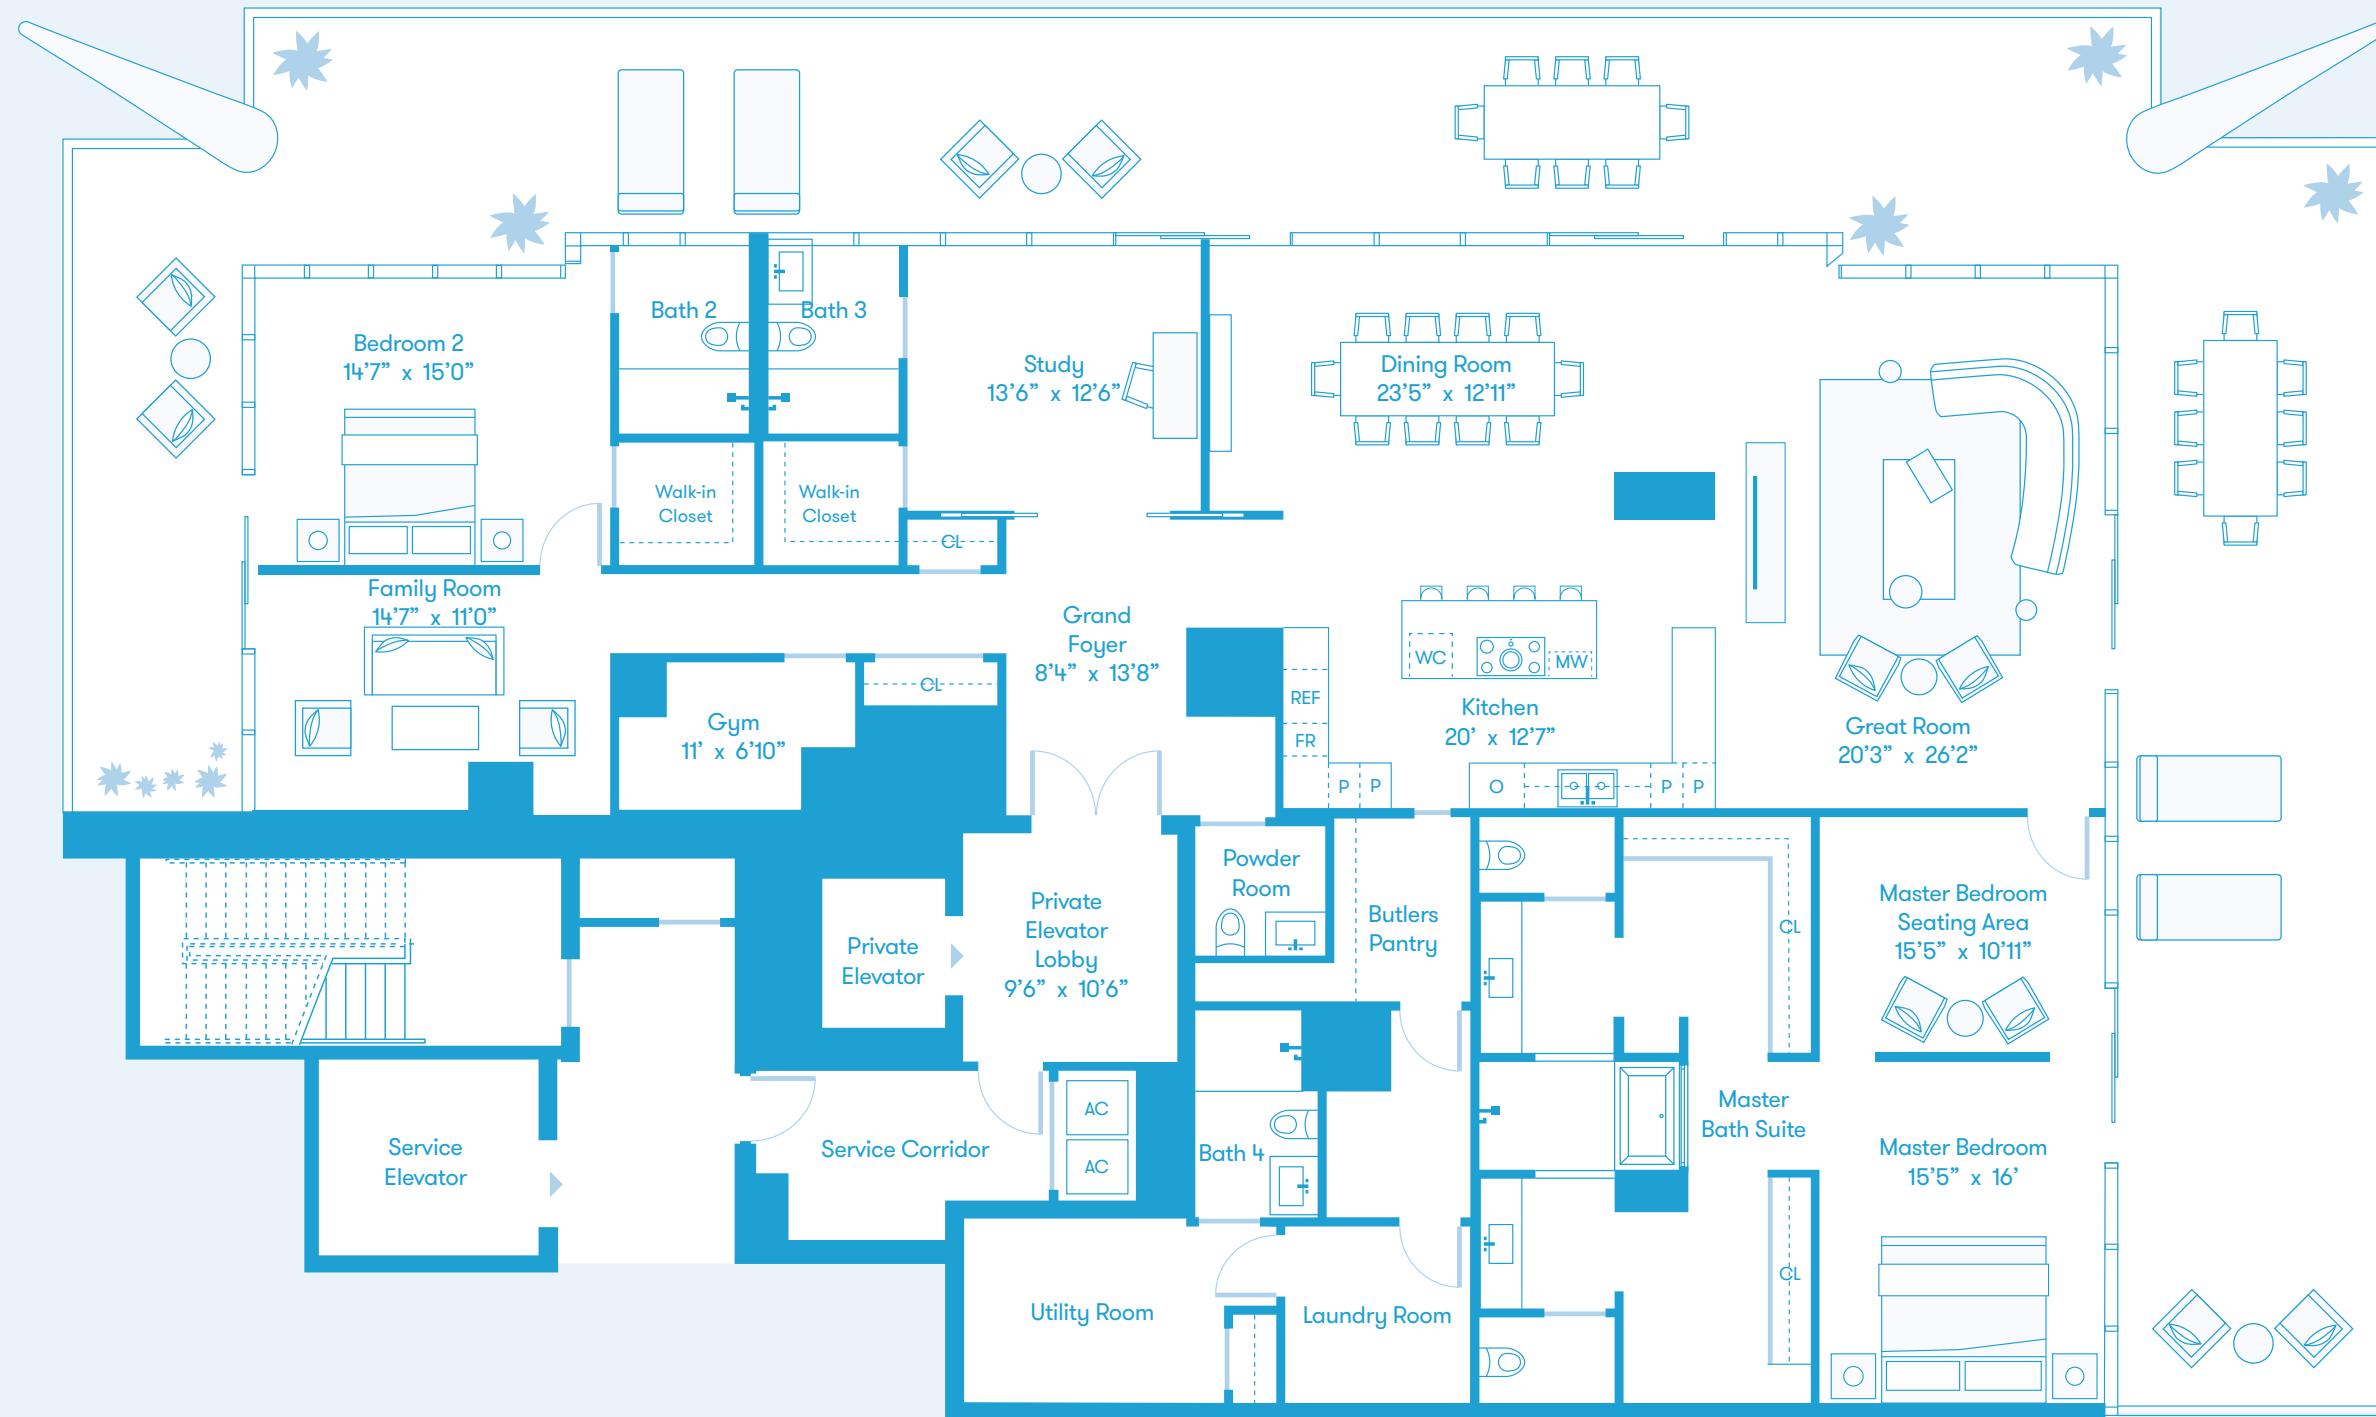 Bath 2
Bath 3
Bedroom 2
14'7” x 15'0”
Study
13'6” x 12'6”
Dining Room
23'5” x 12'11”
Walk-in
Closet
Walk-in
Closet
CL
Family Room
14'7” x 11'0”
Grand
Foyer
8'4” x 13'8”
WC
MW
CL
REF
FR
Gym
11' x 6'10”
Kitchen
20' x 12'7”
Great Room
20'3” x 26'2”
P
P
O
P
P
Powder
Room
Private
Elevator
Lobby
9'6” x 10'6”
Private
Elevator
Butlers
Pantry
CL
Master Bedroom
Seating Area
15'5” x 10'11”
AC
AC
Service
Elevator
Service Corridor
Bath 4
Master
Bath Suite
Master Bedroom
15'5” x 16'
CL
Utility Room
Laundry Room